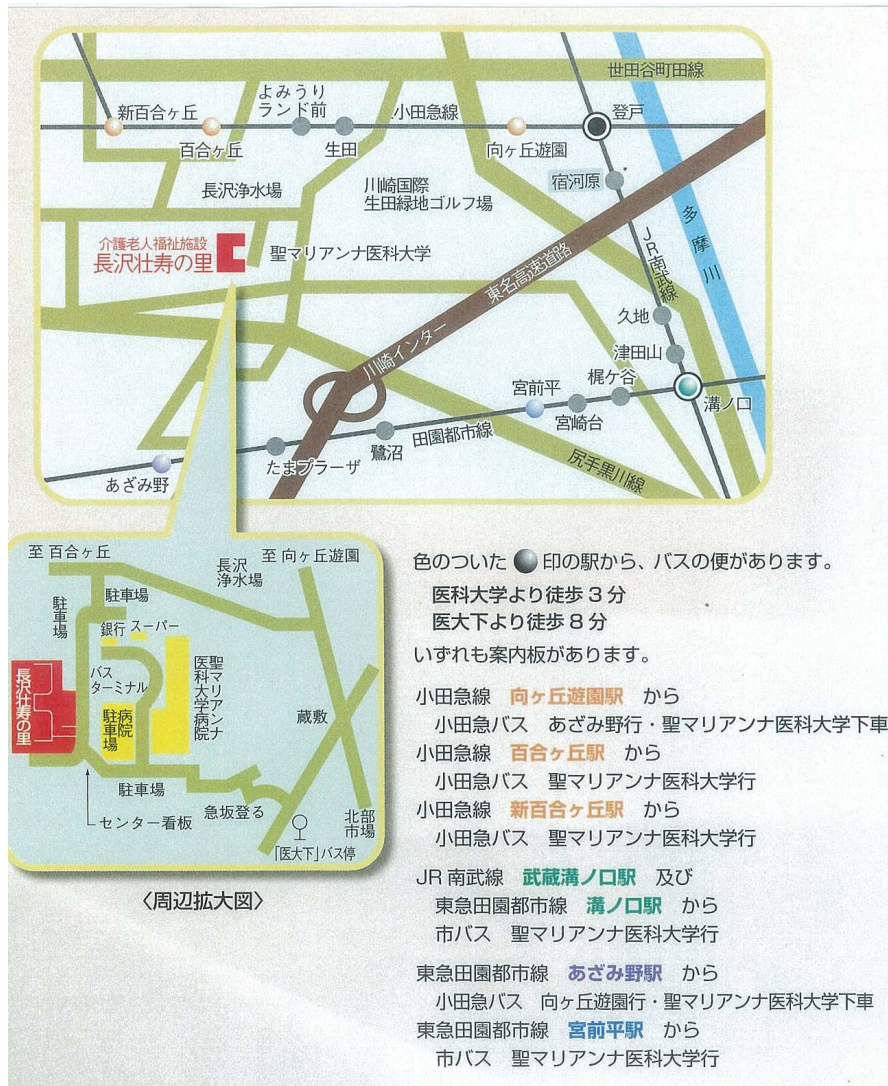 世田谷町田線
新百合ヶ丘
よみうり
ランド前
小田急線
登戸
百合ヶ丘
生田
向ヶ丘遊園
長沢浄水場
川崎国際
生田緑地ゴルフ場
宿河原
多摩川
JR南武線
介護老人福祉施設
長沢壮寿の里
聖マリアンナ医科大学
東名高速道路
久地
川崎インター
津田山
梶ケ谷
宮前平
溝ノ口
宮崎台
田園都市線
鷺沼
たまプラーザ
尻手黒川線
あざみ野
至 百合ヶ丘
長沢
浄水場
至 向ヶ丘遊園
駐車場
駐車場
銀行
スーパー
バス
ターミナル
聖マリアンナ
医科大学病院
長沢壮寿の里
病院
駐車場
蔵敷
駐車場
急坂登る
センター看板
北部
市場
「医大下」バス停
〈周辺拡大図〉
色のついた 印の駅から、バスの便があります。
医科大学より徒歩 3 分
医大下より徒歩 8 分
いずれも案内板があります。
小田急線 向ヶ丘遊園駅 から
小田急バス あざみ野行・聖マリアンナ医科大学下車
小田急線 百合ヶ丘駅 から
小田急バス 聖マリアンナ医科大学行
小田急線 新百合ヶ丘駅 から
小田急バス 聖マリアンナ医科大学行
JR 南武線 武蔵溝ノ口駅 及び
東急田園都市線 溝ノ口駅 から
市バス 聖マリアンナ医科大学行
東急田園都市線 あざみ野駅 から
小田急バス 向ヶ丘遊園行・聖マリアンナ医科大学下車
東急田園都市線 宮前平駅 から
市バス 聖マリアンナ医科大学行